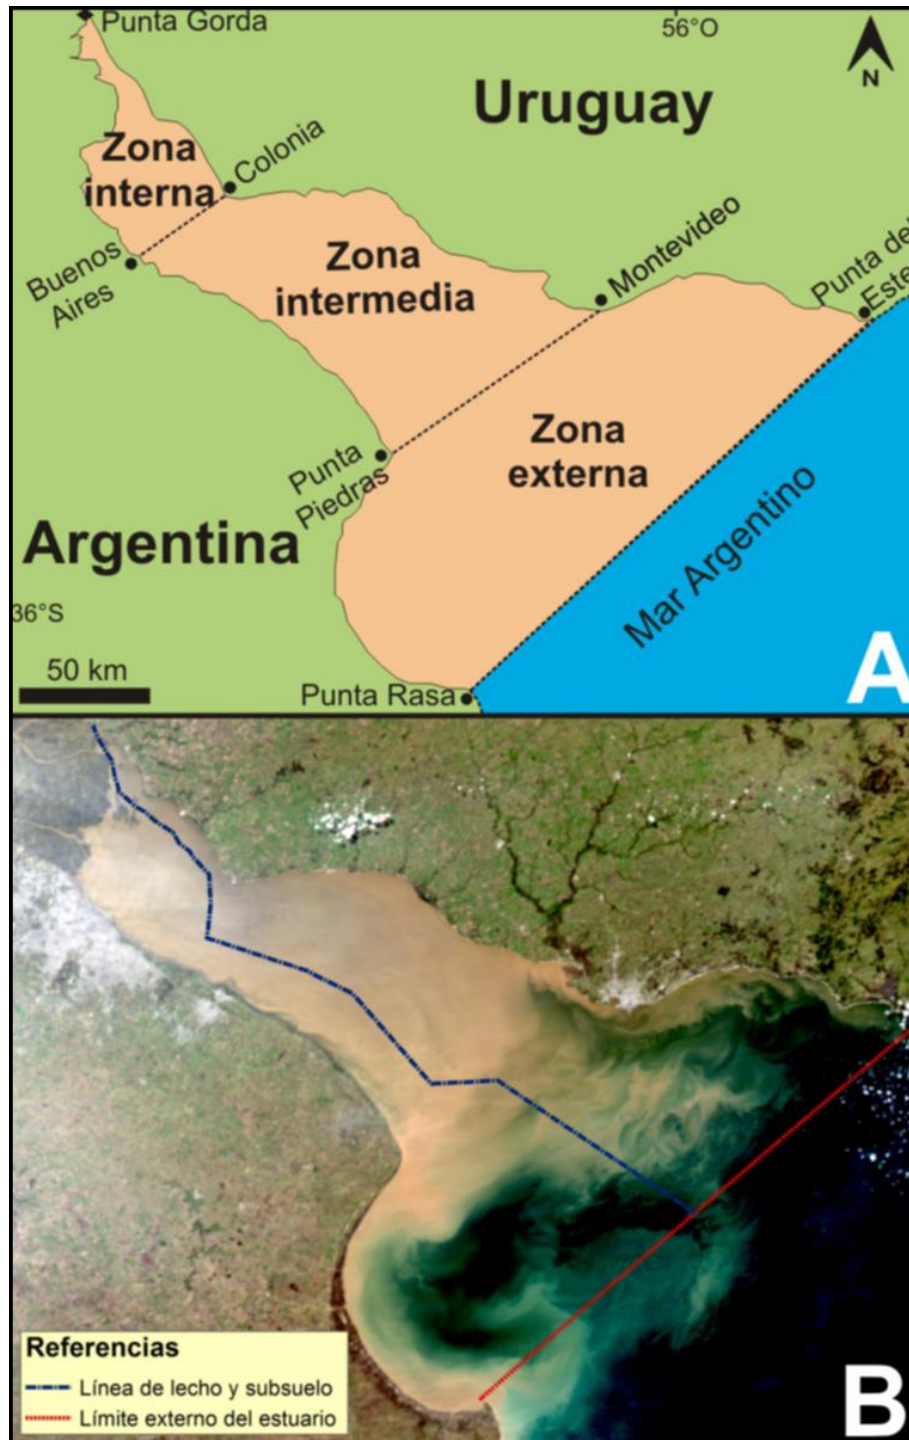 Punta Gorda
56°O
N
Uruguay
Zona
interna
Colonia
Buenos
Aires
Zona
intermedia
Montevideo
Punta del
Este
Zona
externa
Punta
Piedras
Argentina
Mar Argentino
36°S
50 km
Punta Rasa
A
Referencias
Línea de lecho y subsuelo
Límite externo del estuario
B